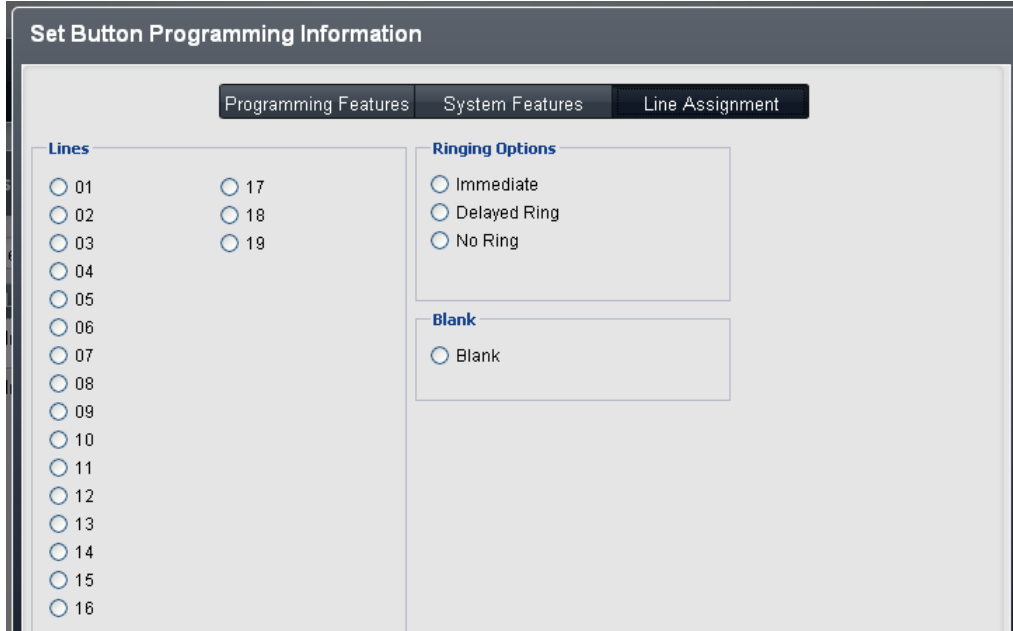 Set Button Programming Information
Programming Features
System Features
Line Assignment
Lines
01
02
03
04
05
06
07
08
09
10
11
12
13
14
15
16
17
18
19
Ringing Options
Immediate
Delayed Ring
No Ring
Blank
Blank